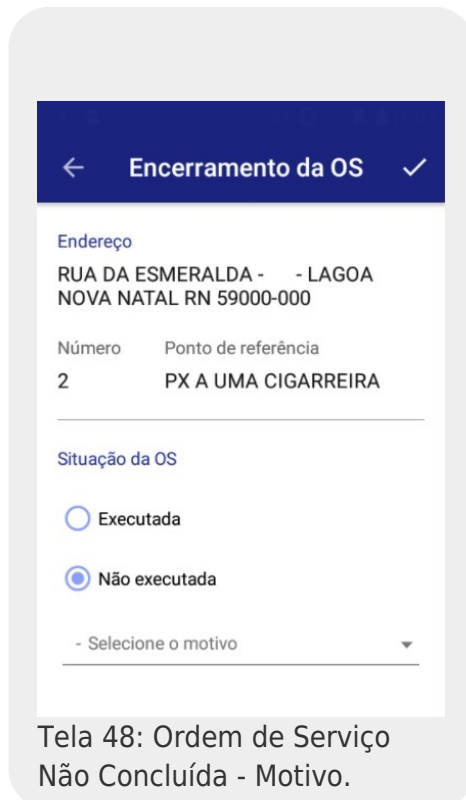 Encerramento da OS
Endereço
RUA DA ESMERALDA - - LAGOA
NOVA NATAL RN 59000-000
Número Ponto de referência
2 PX A UMA CIGARREIRA
Situação da OS
Executada
Não executada
- Selecione o motivo
Tela 48: Ordem de Serviço
Não Concluída - Motivo.